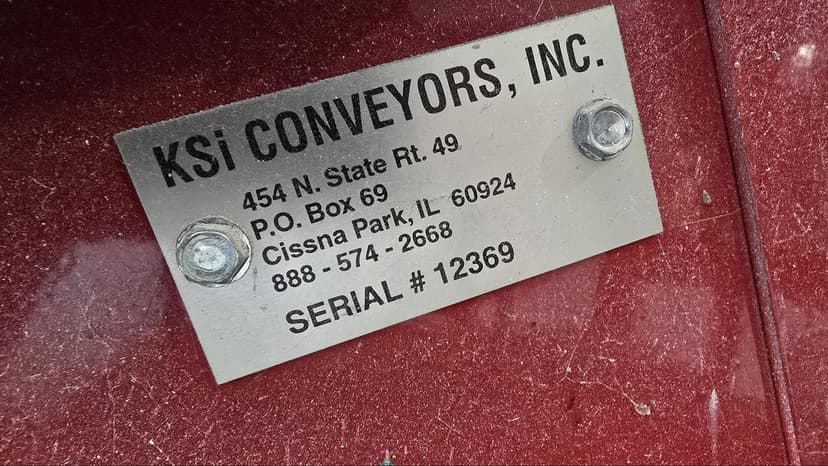 KSi CONVEYORS, INC.
454 N. State Rt. 49
P.O. Box 69
Cissna Park, IL 60924
888 - 574 - 2668
SERIAL # 12369